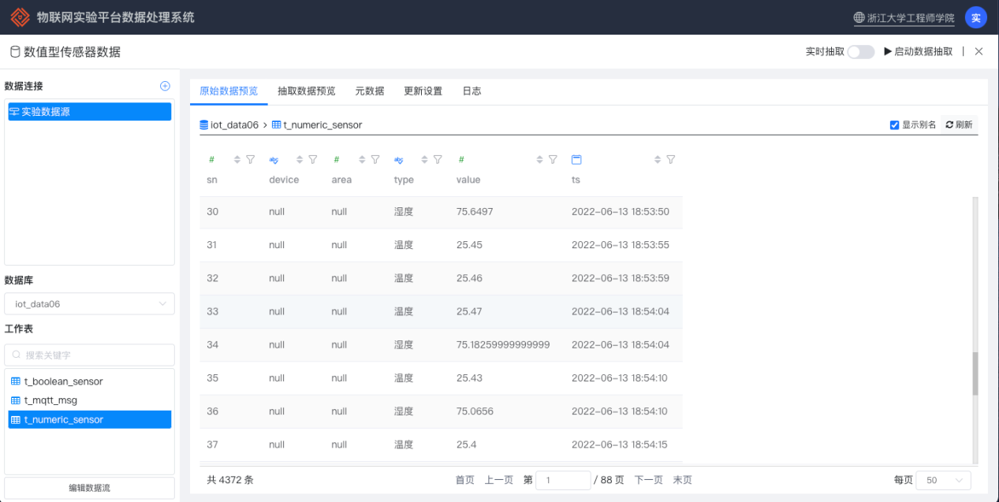 物联网实验平台数据处理系统
浙江大学工程师学院
实
数值型传感器数据
实时抽取
启动数据抽取
数据连接
实验数据源
原始数据预览 抽取数据预览 元数据 更新设置 日志
iot_data06 > t_numeric_sensor
显示别名
刷新
# abc # abc #
sn device area type value ts
30 null null 湿度 75.6497 2022-06-13 18:53:50
31 null null 温度 25.45 2022-06-13 18:53:55
32 null null 温度 25.46 2022-06-13 18:53:59
33 null null 温度 25.47 2022-06-13 18:54:04
34 null null 湿度 75.18259999999999 2022-06-13 18:54:04
35 null null 温度 25.43 2022-06-13 18:54:10
36 null null 湿度 75.0656 2022-06-13 18:54:10
37 null null 温度 25.4 2022-06-13 18:54:15
数据库
iot_data06
工作表
搜索关键字
t_boolean_sensor
t_mqtt_msg
t_numeric_sensor
编辑数据流
共 4372 条
首页 上一页 第 1 / 88 页 下一页 末页
每页 50